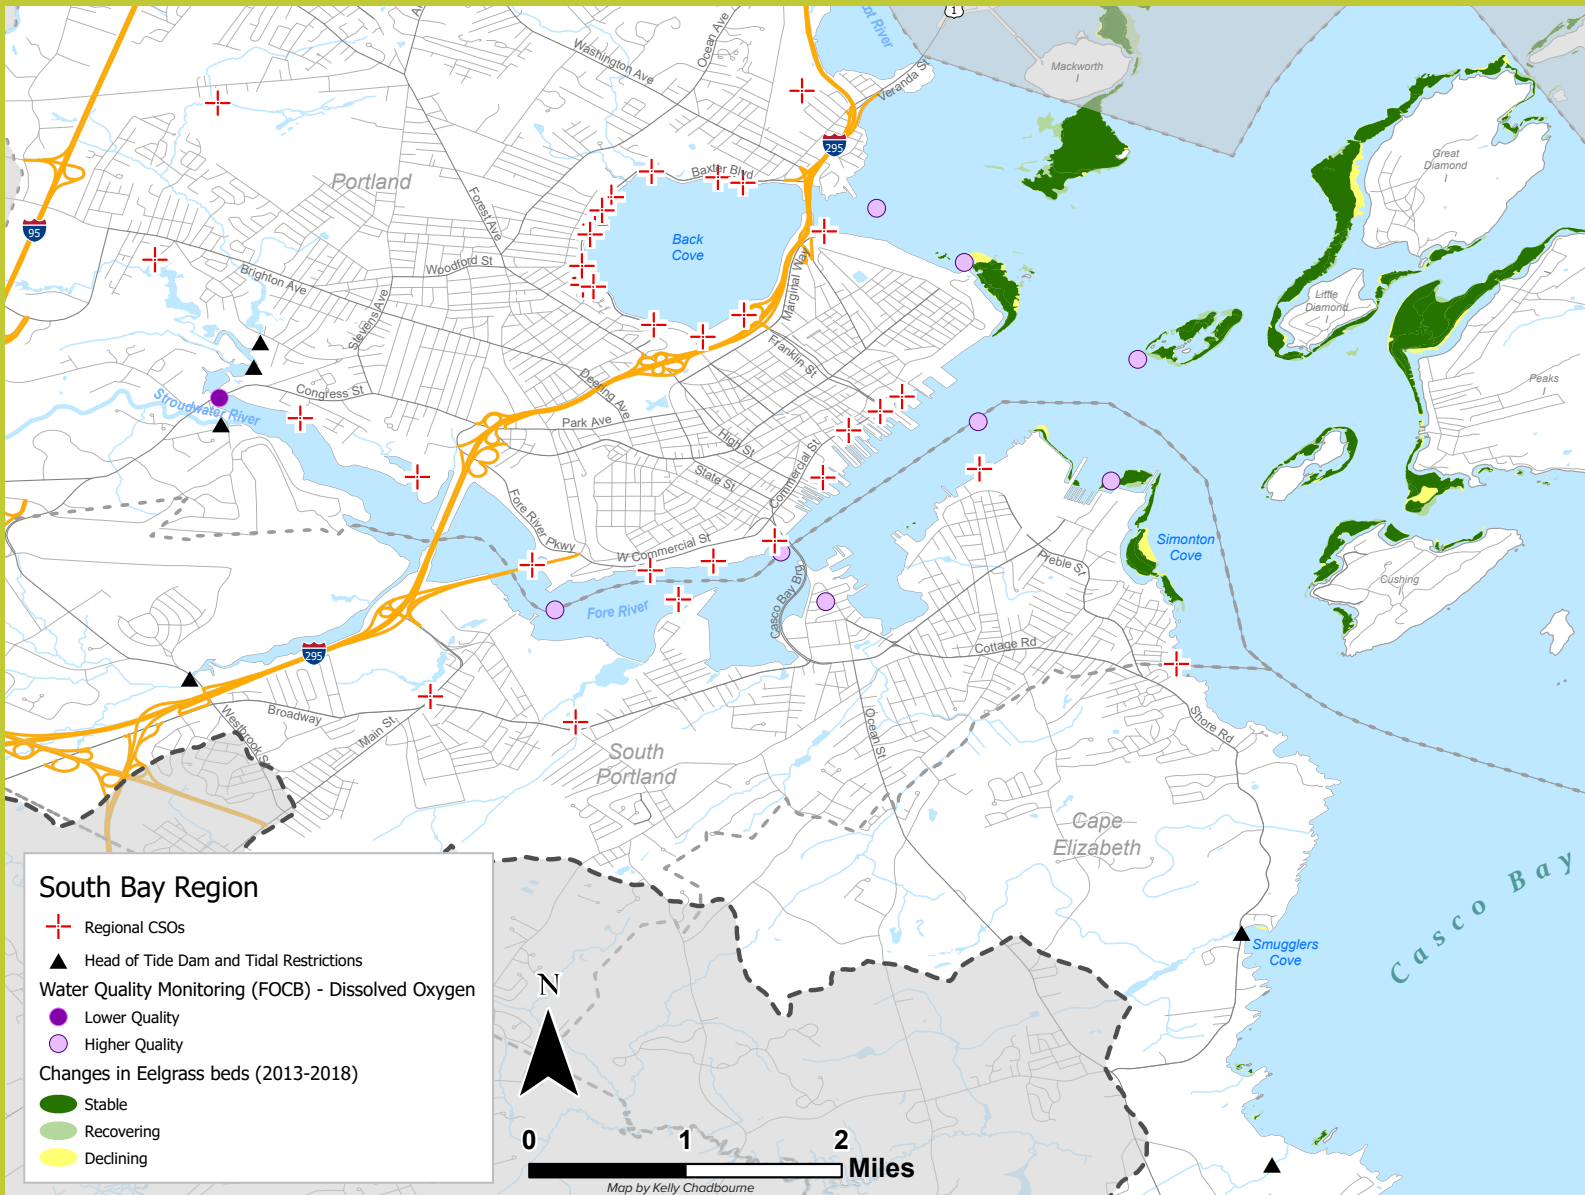 1
Washington Ave
Ocean Ave
Veranda St
Mackworth
I
295
Baxter Blvd
Portland
Great
Diamond
I
Forest Ave
95
Back
Cove
Woodford St
Brighton Ave
Marginal Way
Little
Diamond
I
Stevens Ave
Franklin St
Congress St
Deering Ave
Peaks
I
Stroudwater River
Park Ave
High St
Commercial St
State St
Fore River Pkwy
Simonton
Cove
W Commercial St
Preble St
Cushing
Casco Bay Brg
Fore River
Cottage Rd
295
Broadway
Westbrook St
Main St
Ocean St
Shore Rd
South
Portland
Cape
Elizabeth
Casco Bay
Smugglers
Cove
South Bay Region
Regional CSOs
Head of Tide Dam and Tidal Restrictions
Water Quality Monitoring (FOCB) - Dissolved Oxygen
Lower Quality
Higher Quality
Changes in Eelgrass beds (2013-2018)
Stable
Recovering
Declining
N
0 1 2
Miles
Map by Kelly Chadbourne